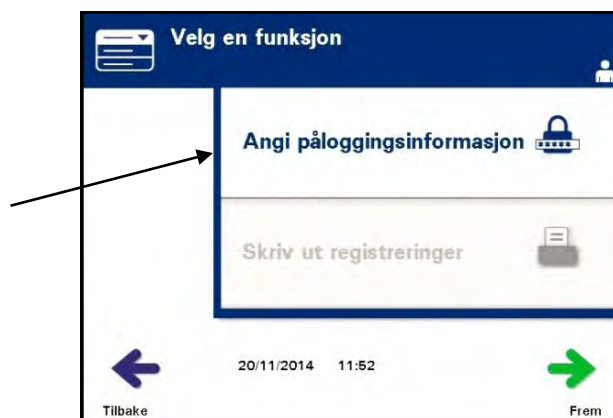 Velg en funksjon
Angi påloggingsinformasjon
Skriv ut registreringer
20/11/2014 11:52
Tilbake
Frem